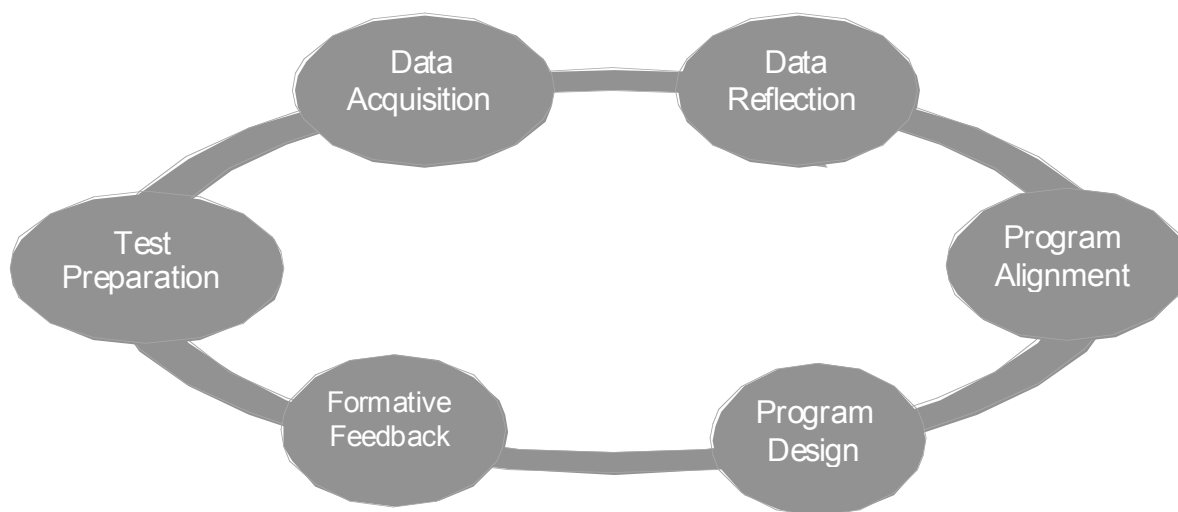 Data
Acquisition
Data
Reflection
Test
Preparation
Program
Alignment
Formative
Feedback
Program
Design